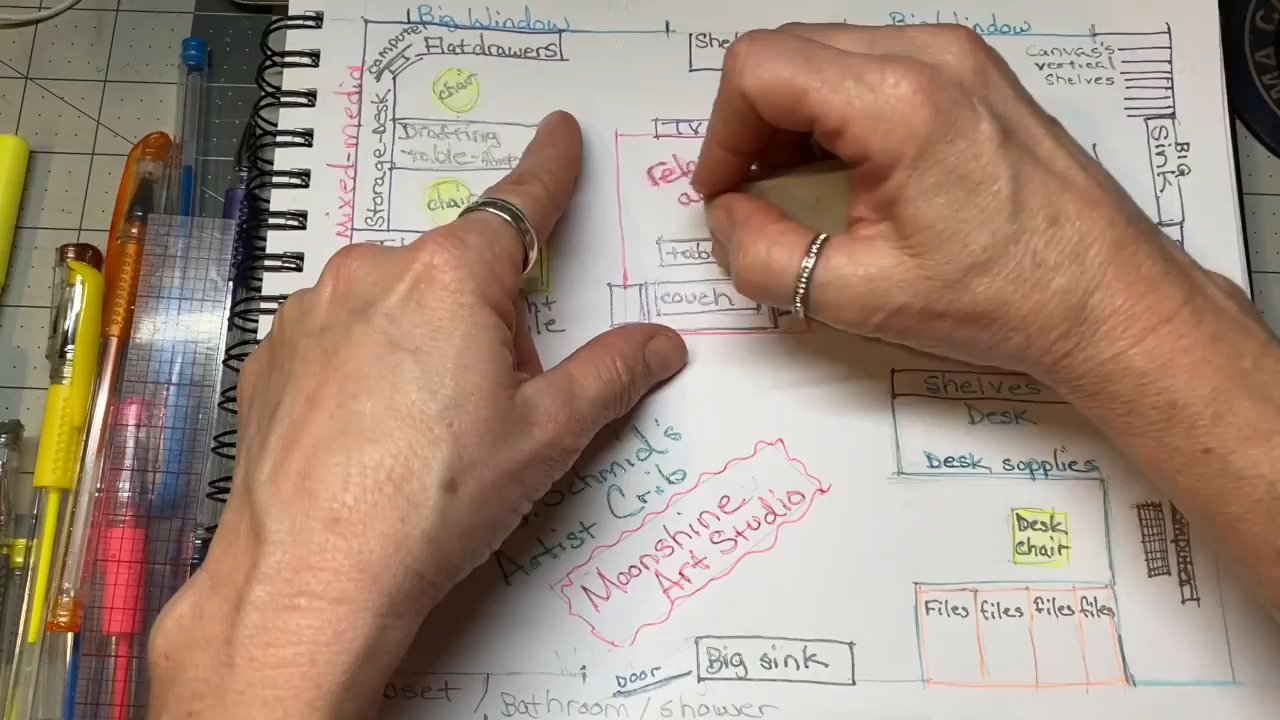 Big Window
Big Window
computer
Flatdrawers
Shel
Canvas's
vertical
Shelves
chair
Mixed-media
Storage-Desk
Drafting
table-
TV
Big
Sink
chair
table
couch
Shelves
Desk
Desk supplies
Schmid's
Artist Crib
Moonshine
Art Studio
Desk
chair
Files files files files
Big sink
Door
oset / Bathroom/shower